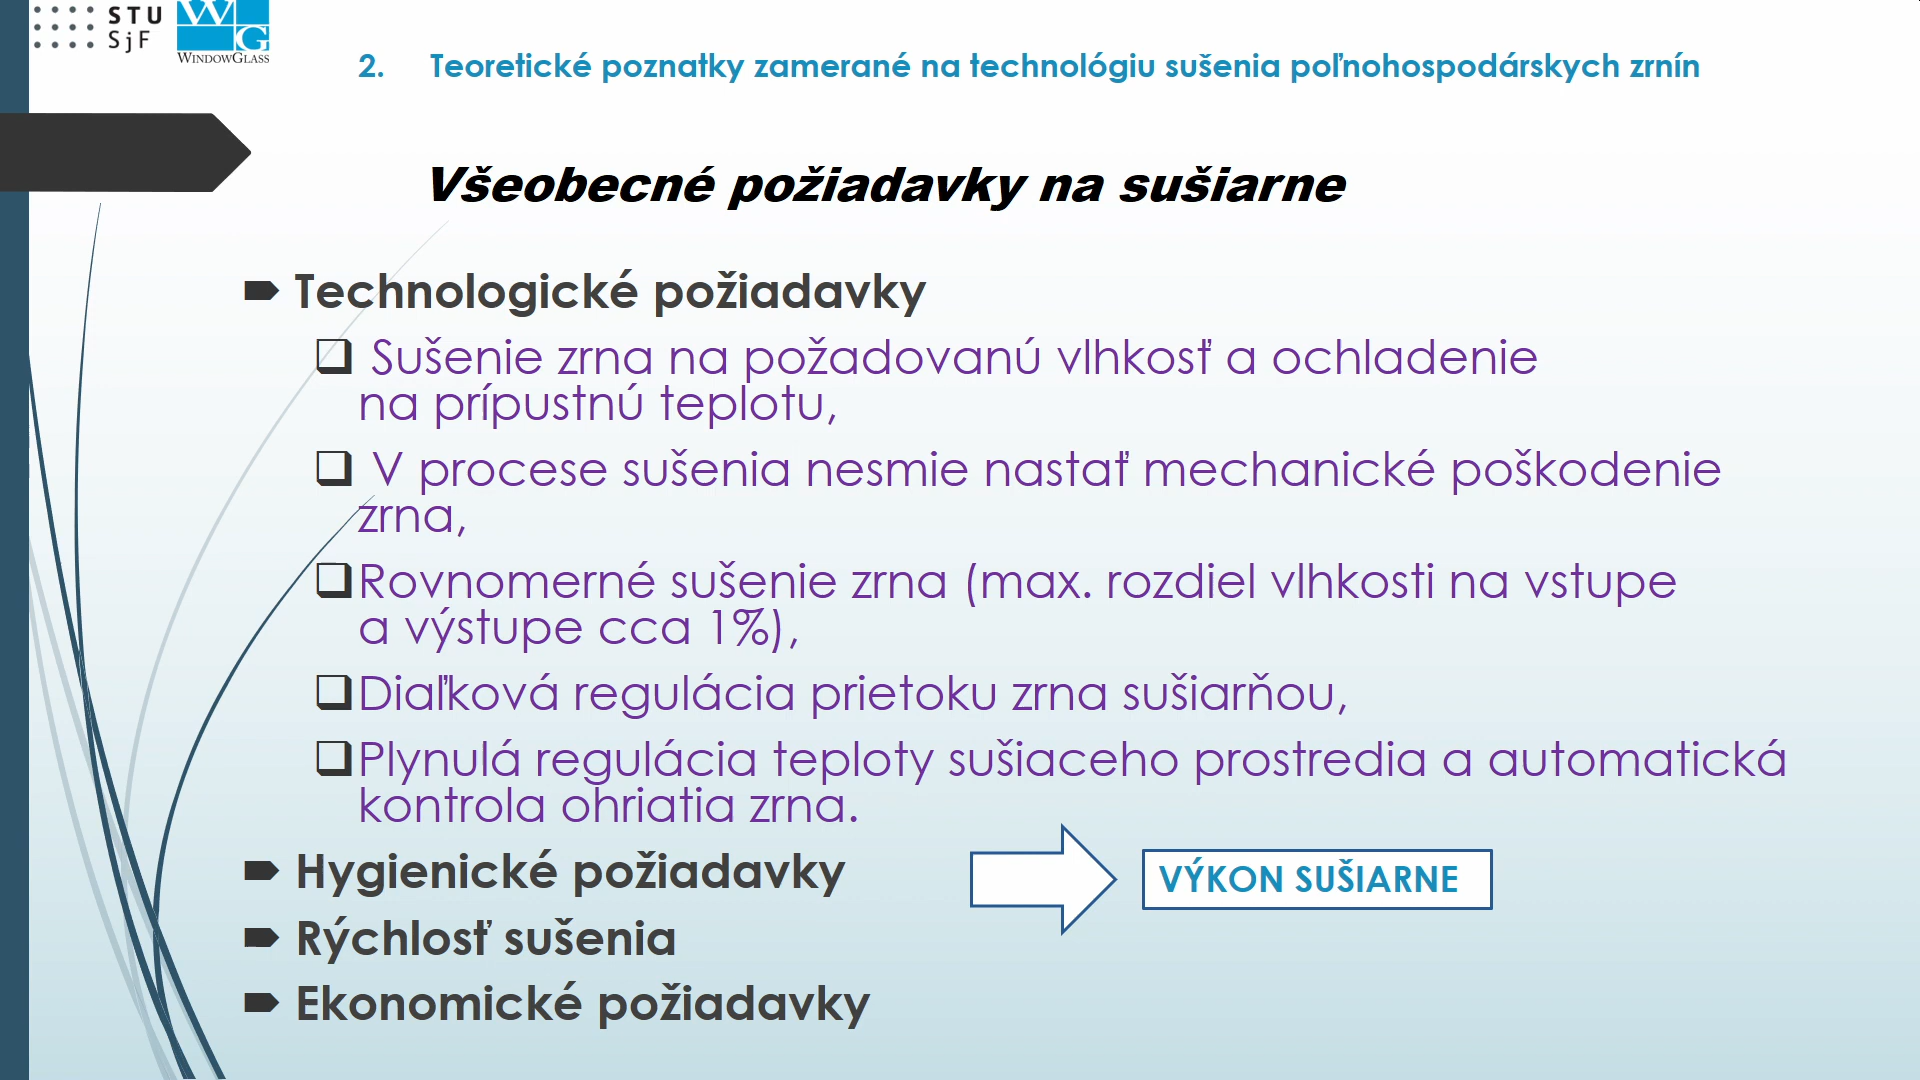 STU
SjF
WG
WINDOWGLASS
2. Teoretické poznatky zamerané na technológiu sušenia poľnohospodárskych zrnín
Všeobecné požiadavky na sušiarne
Technologické požiadavky
Sušenie zrna na požadovanú vlhkosť a ochladenie
na prípustnú teplotu,
V procese sušenia nesmie nastať mechanické poškodenie
zrna,
Rovnomerné sušenie zrna (max. rozdiel vlhkosti na vstupe
a výstupe cca 1%),
Diaľková regulácia prietoku zrna sušiarňou,
Plynulá regulácia teploty sušiaceho prostredia a automatická
kontrola ohriatia zrna.
Hygienické požiadavky
VÝKON SUŠIARNE
Rýchlosť sušenia
Ekonomické požiadavky